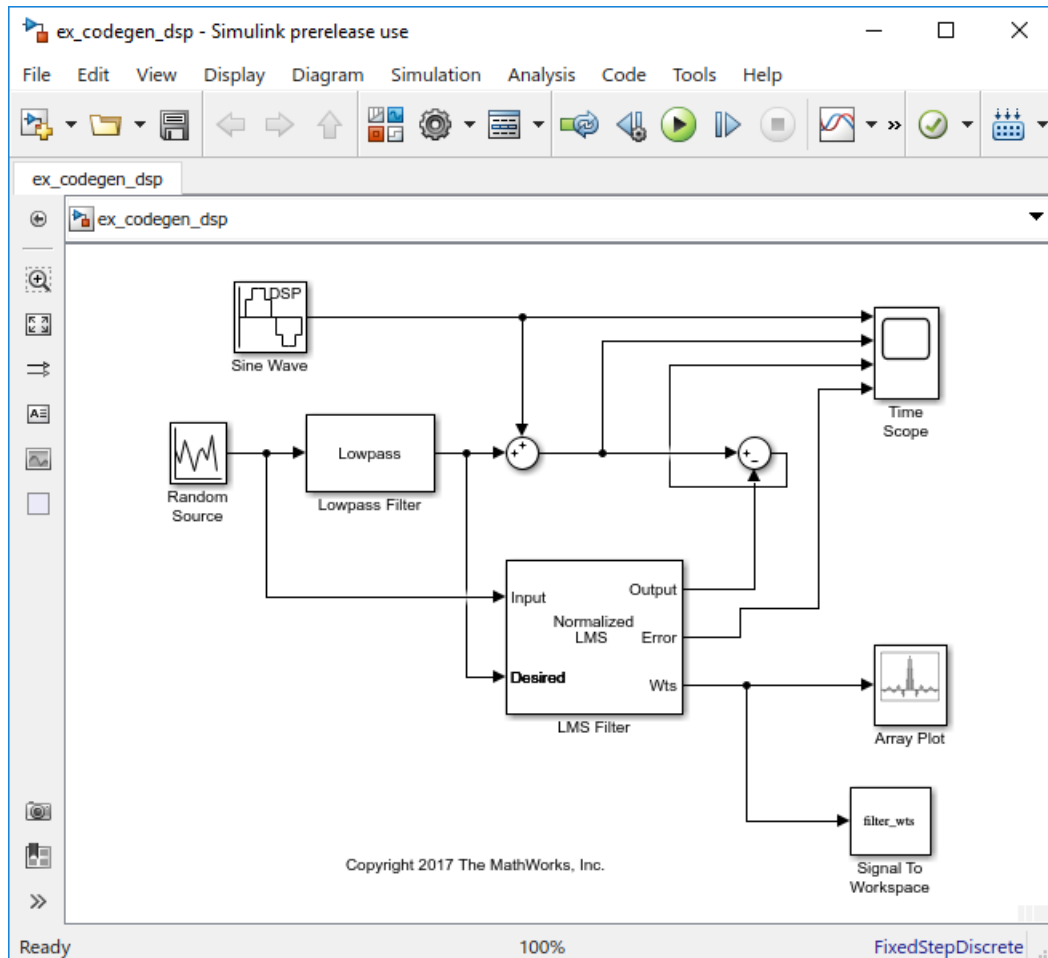 ex_codegen_dsp - Simulink prerelease use
File Edit View Display Diagram Simulation Analysis Code Tools Help
ex_codegen_dsp
ex_codegen_dsp
DSP
Sine Wave
Time
Scope
Random
Source
Lowpass
Lowpass Filter
Input
Desired
Normalized
LMS
Output
Error
Wts
LMS Filter
Array Plot
filter_wts
Signal To
Workspace
Copyright 2017 The MathWorks, Inc.
Ready 100% FixedStepDiscrete